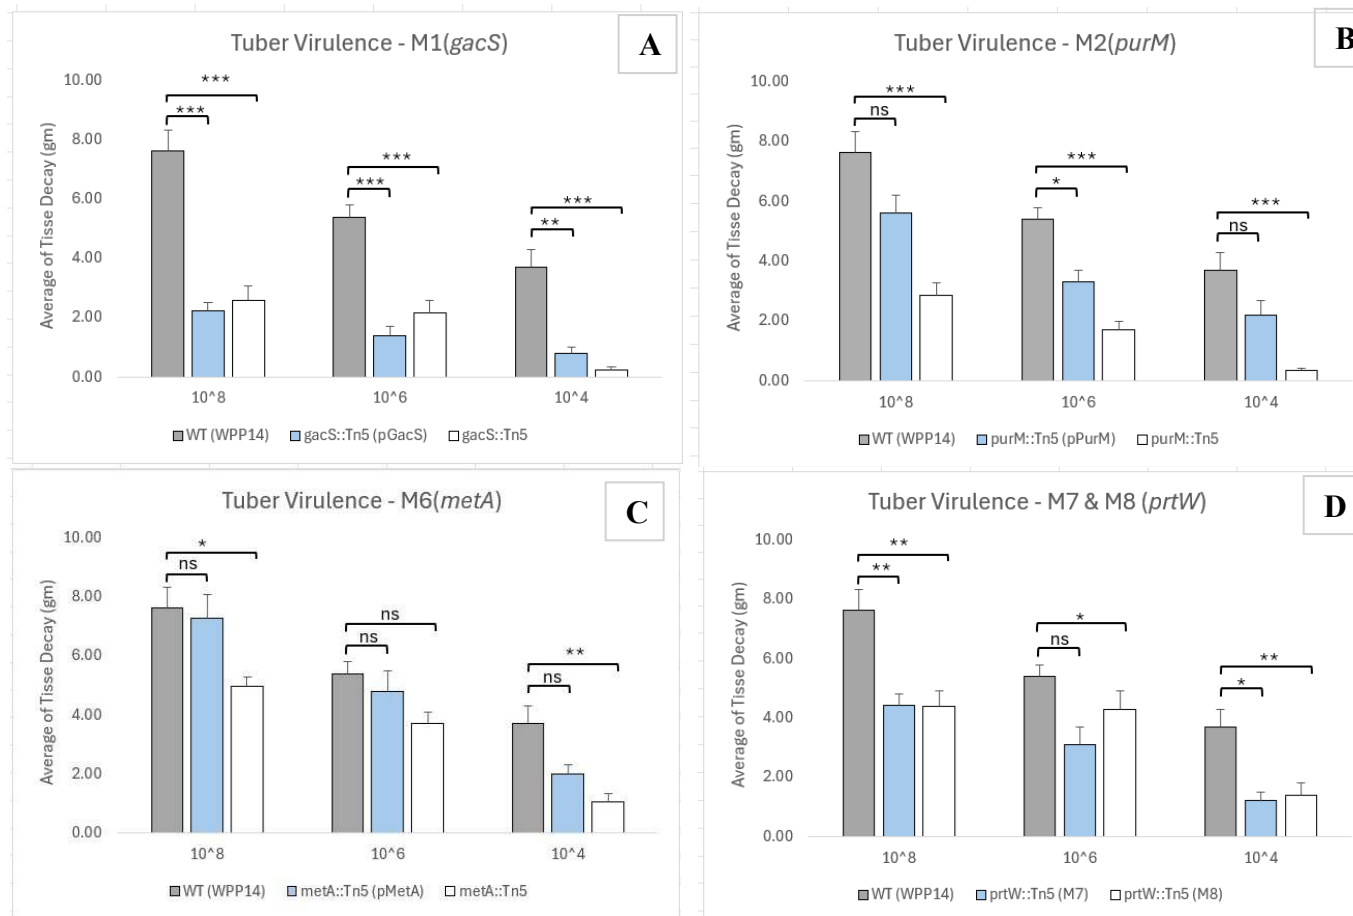 Tuber Virulence - M1(gacS)
A
Average of Tisse Decay (gm)
10.00
8.00
6.00
4.00
2.00
0.00
***
***
***
***
***
**
10^8
10^6
10^4
WT (WPP14)
gacS::Tn5 (pGacS)
gacS::Tn5
Tuber Virulence - M2(purM)
B
Average of Tisse Decay (gm)
10.00
8.00
6.00
4.00
2.00
0.00
***
ns
***
*
***
ns
10^8
10^6
10^4
WT (WPP14)
purM::Tn5 (pPurM)
purM::Tn5
Tuber Virulence - M6(metA)
C
Average of Tisse Decay (gm)
10.00
8.00
6.00
4.00
2.00
0.00
*
ns
ns
ns
**
ns
10^8
10^6
10^4
WT (WPP14)
metA::Tn5 (pMetA)
metA::Tn5
Tuber Virulence - M7 & M8 (prtW)
D
Average of Tisse Decay (gm)
10.00
8.00
6.00
4.00
2.00
0.00
**
**
*
ns
**
*
10^8
10^6
10^4
WT (WPP14)
prtW::Tn5 (M7)
prtW::Tn5 (M8)